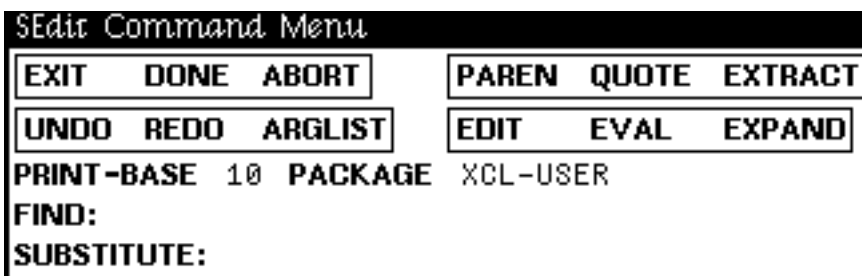 SEdit Command Menu
EXIT DONE ABORT PAREN QUOTE EXTRACT
UNDO REDO ARGLIST EDIT EVAL EXPAND
PRINT-BASE 10 PACKAGE XCL-USER
FIND:
SUBSTITUTE: